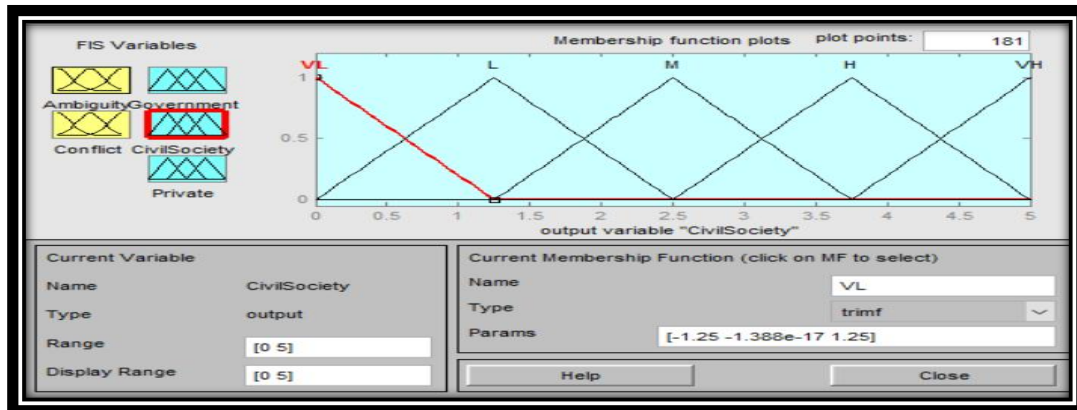 FIS Variables
Membership function plots plot points: 181
VL L M H VH
1
0.5
0
0 0.5 1 1.5 2 2.5 3 3.5 4 4.5 5
output variable "CivilSociety"
Ambiguity Government
Conflict CivilSociety
Private
Current Variable
Name CivilSociety
Type output
Range [0 5]
Display Range [0 5]
Current Membership Function (click on MF to select)
Name VL
Type trimf
Params [-1.25 -1.388e-17 1.25]
Help Close